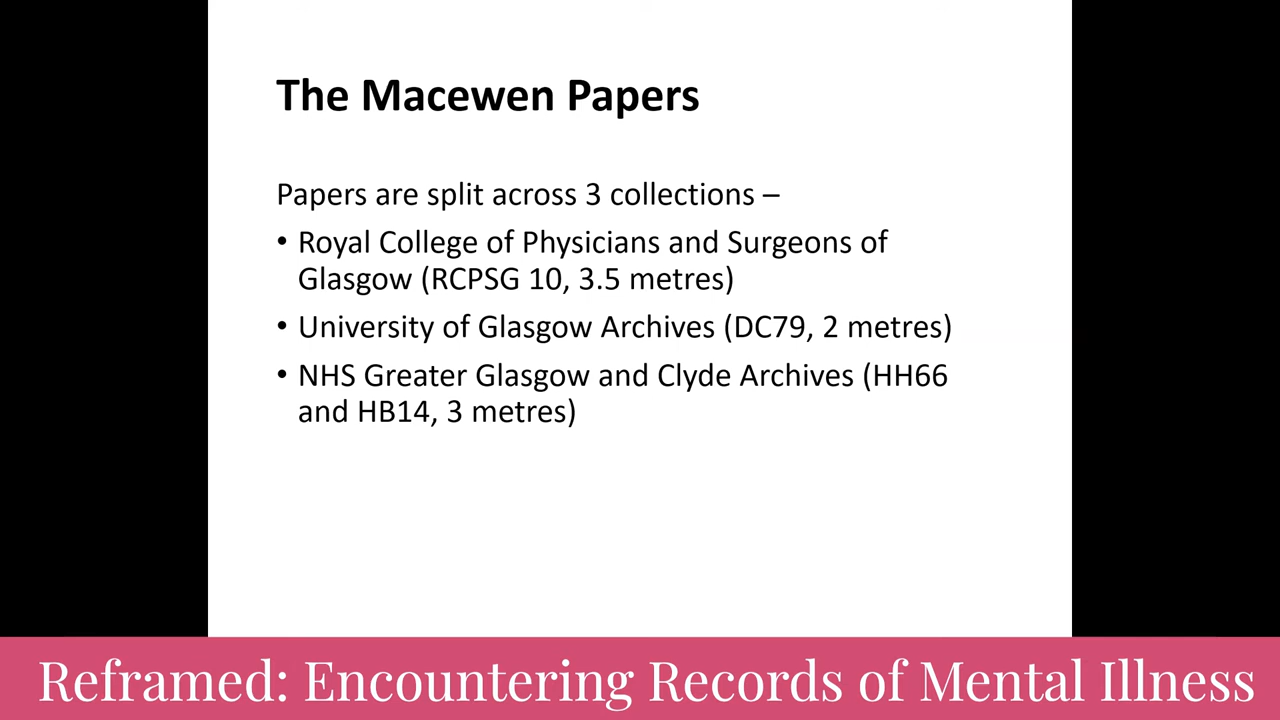 The Macewen Papers
Papers are split across 3 collections –
• Royal College of Physicians and Surgeons of
Glasgow (RCPSG 10, 3.5 metres)
• University of Glasgow Archives (DC79, 2 metres)
• NHS Greater Glasgow and Clyde Archives (HH66
and HB14, 3 metres)
Reframed: Encountering Records of Mental Illness